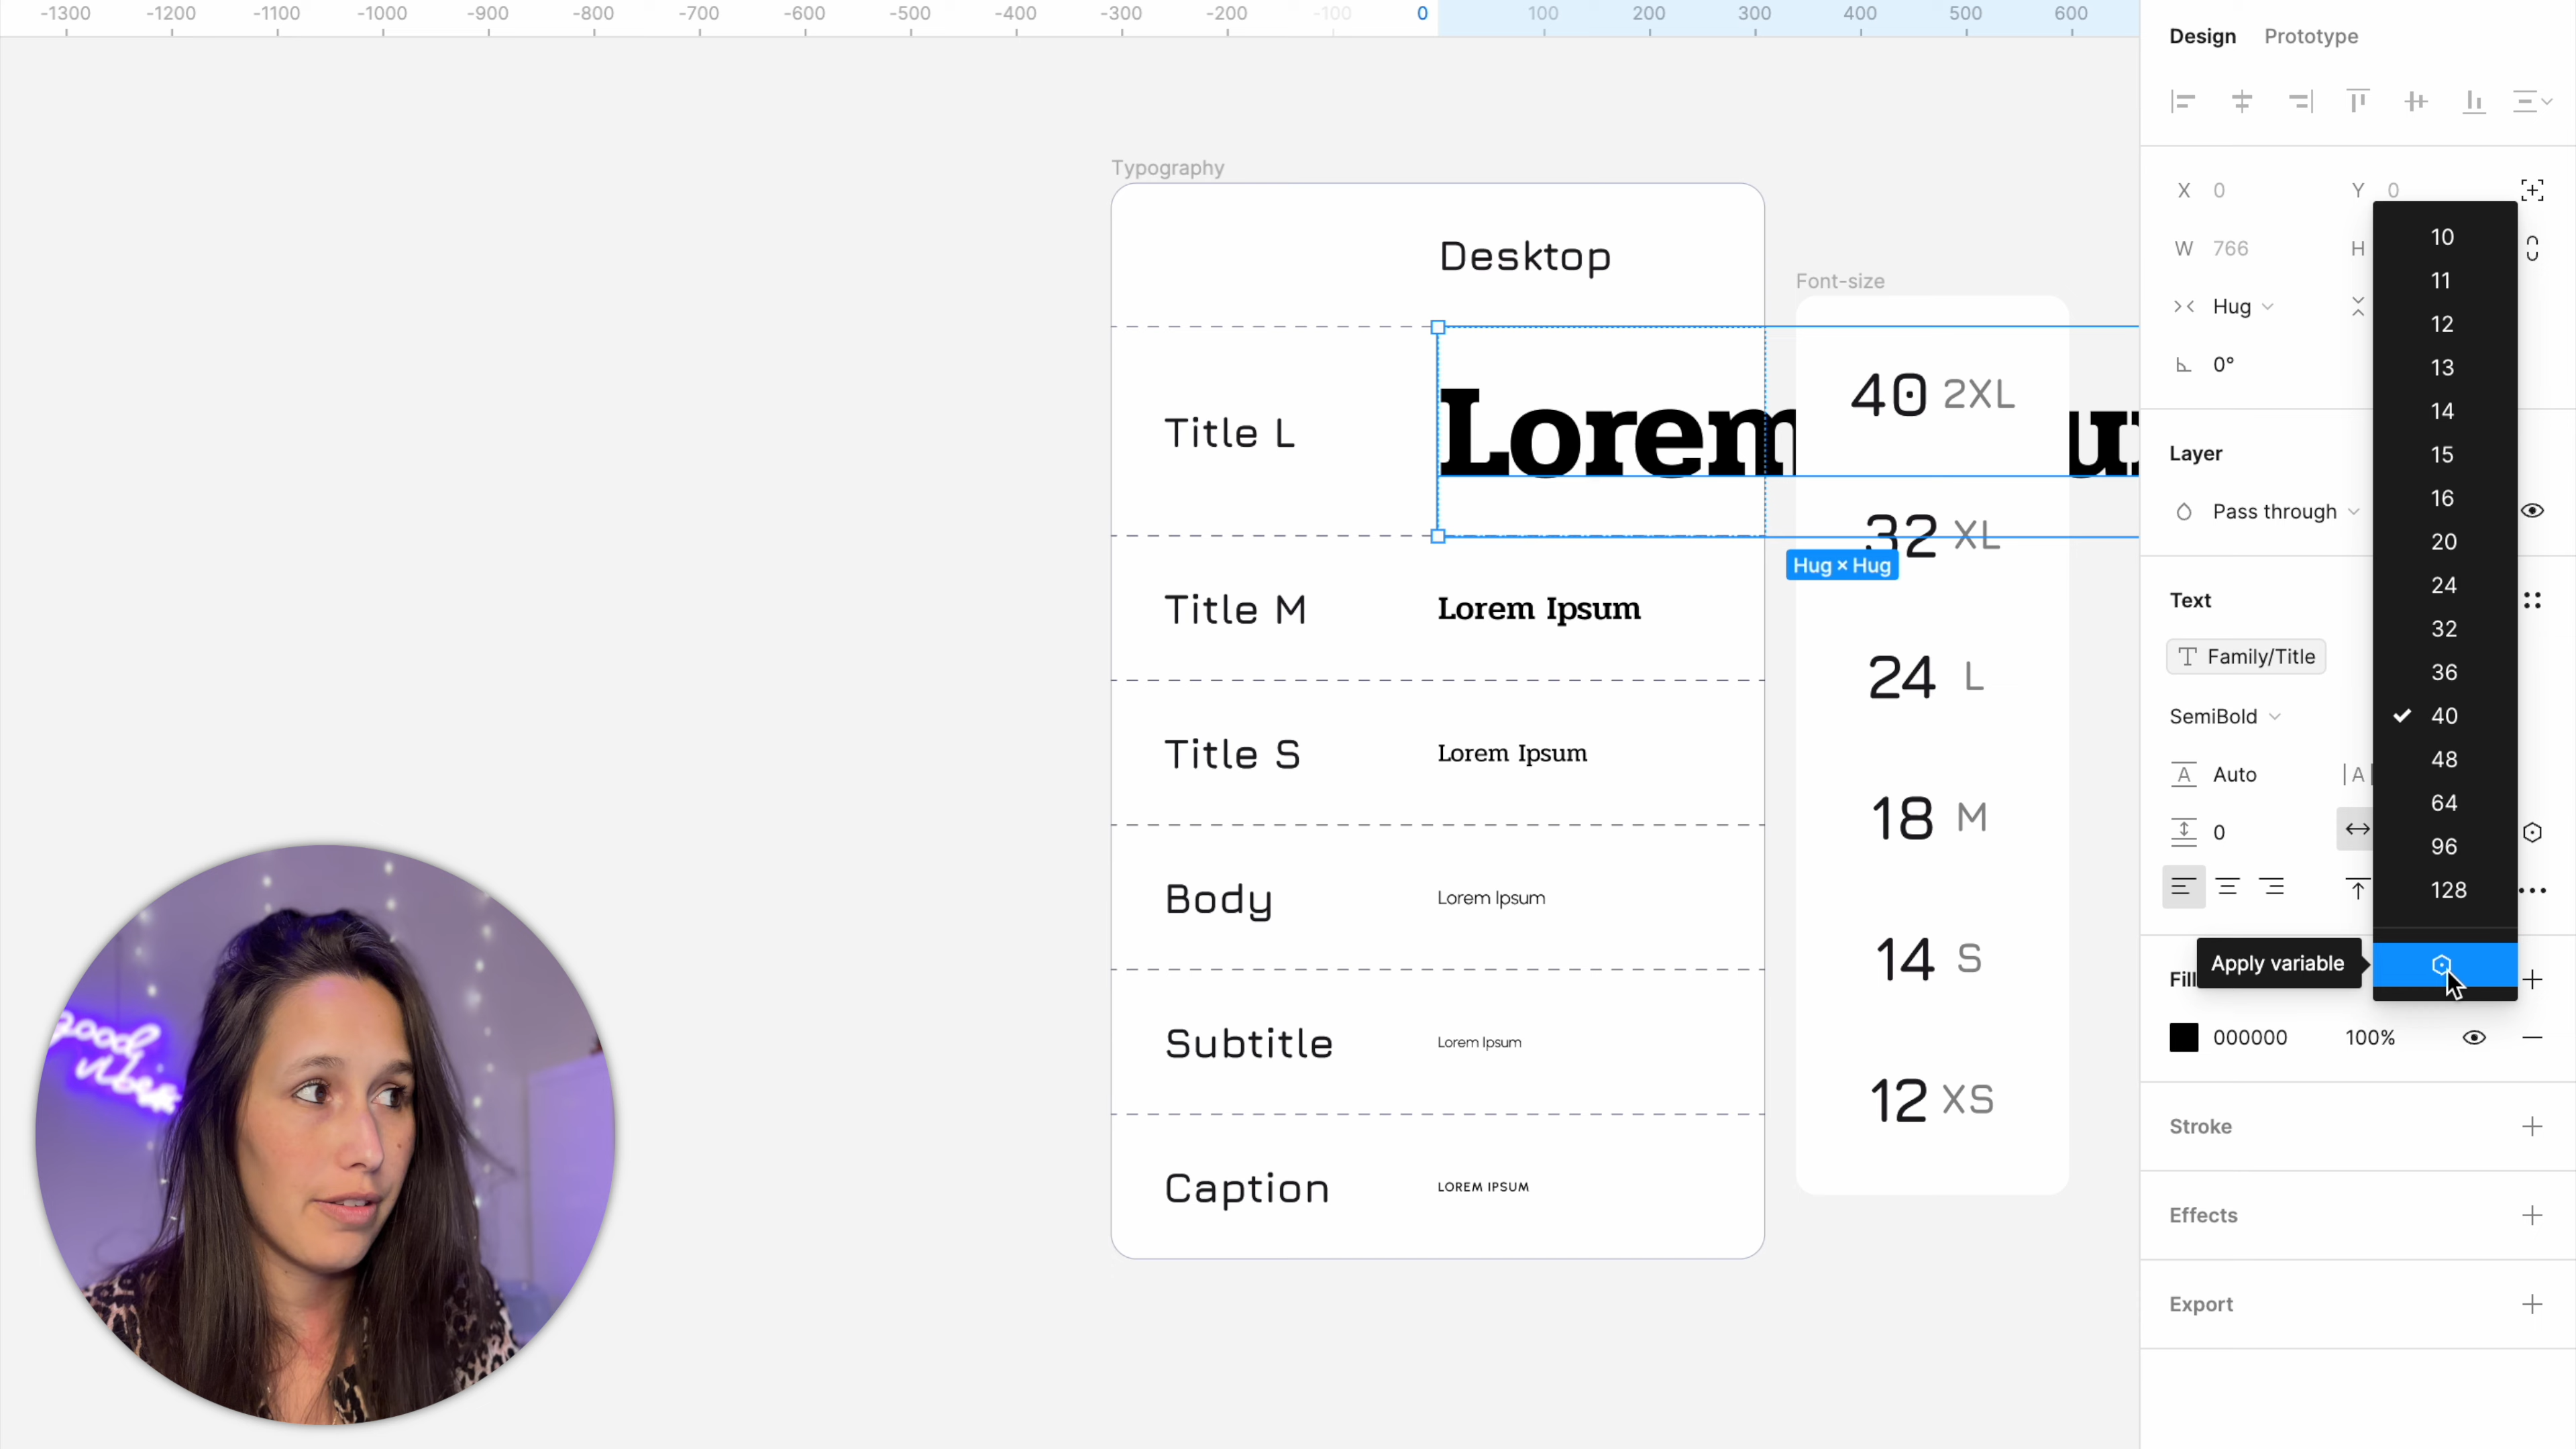 -1300 -1200 -1100 -1000 -900 -800 -700 -600 -500 -400 -300 -200 -100 0 100 200 300 400 500 600
Design Prototype
Typography
X 0 Y 0
W 766 H
Hug
0°
Layer
Pass through
Text
Family/Title
SemiBold
Auto
0
Fill
Apply variable
000000 100%
Stroke
Effects
Export
10
11
12
13
14
15
16
20
24
32
36
40
48
64
96
128
Desktop
Title L Lorem
Title M Lorem Ipsum
Title S Lorem Ipsum
Body Lorem Ipsum
Subtitle Lorem Ipsum
Caption LOREM IPSUM
Font-size
40 2XL
32 XL
Hug × Hug
24 L
18 M
14 S
12 XS
good
vibes